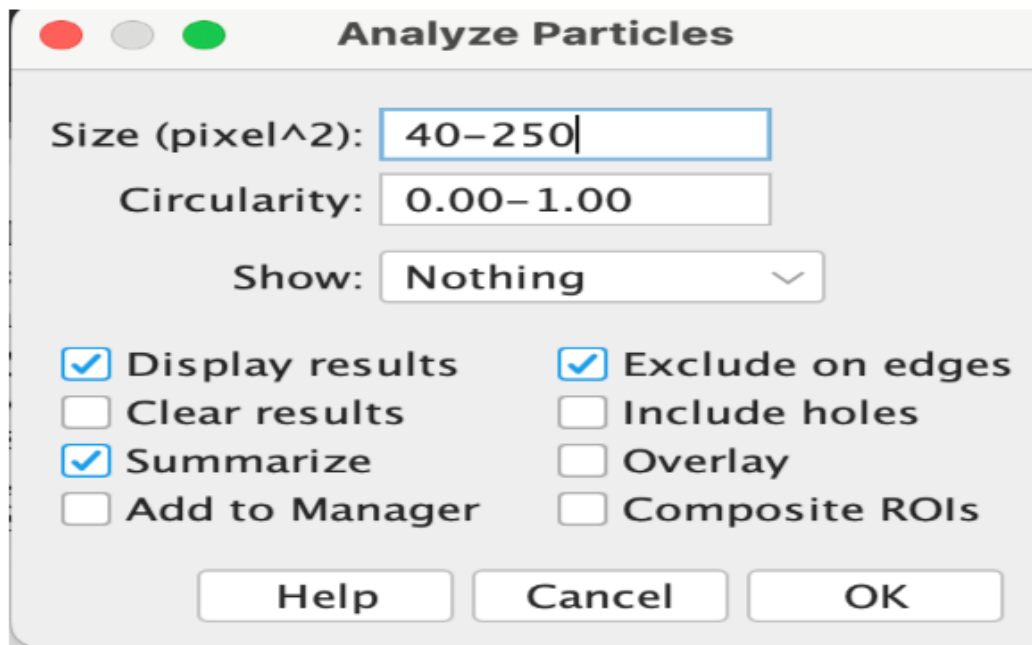 Analyze Particles
Size (pixel^2): 40-250
Circularity: 0.00-1.00
Show: Nothing
Display results Exclude on edges
Clear results Include holes
Summarize Overlay
Add to Manager Composite ROIs
Help Cancel OK